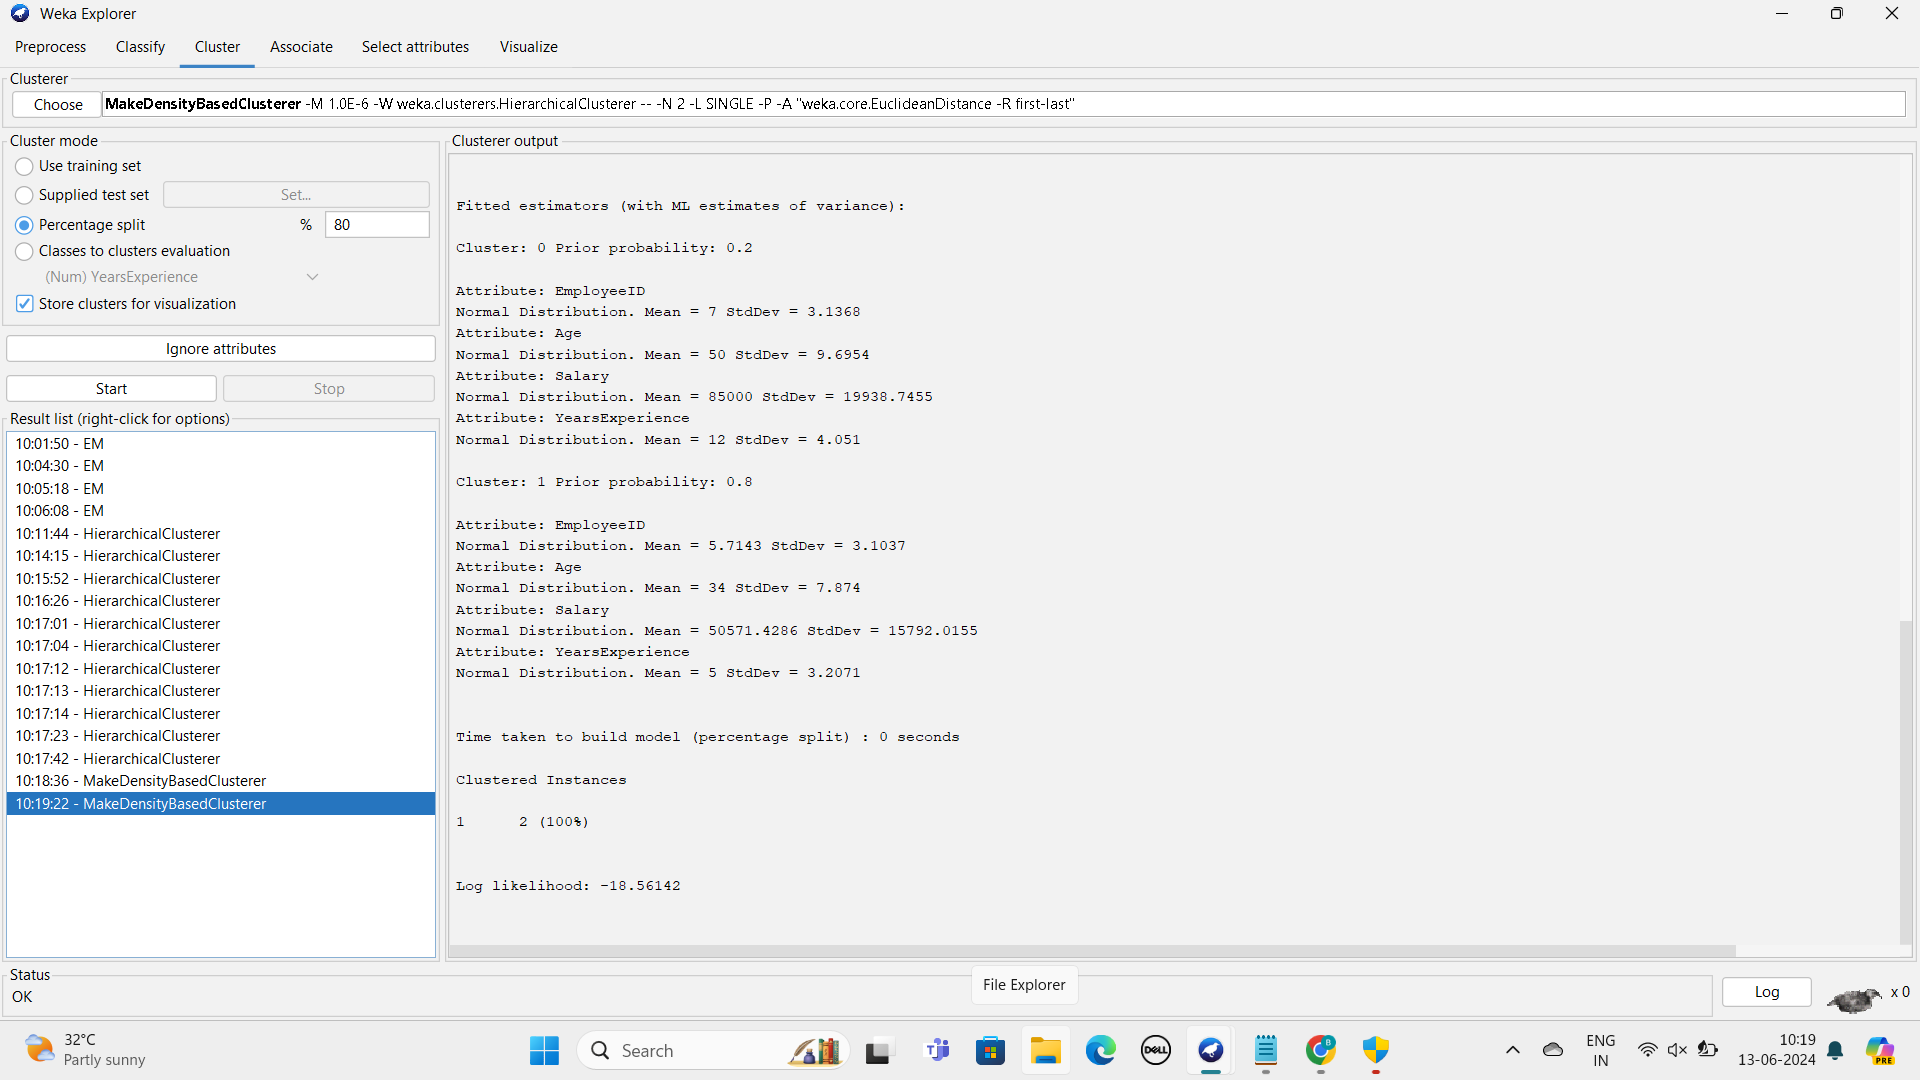 Weka Explorer
Preprocess Classify Cluster Associate Select attributes Visualize
Clusterer
Choose MakeDensityBasedClusterer -M 1.0E-6 -W weka.clusterers.HierarchicalClusterer -- -N 2 -L SINGLE -P -A "weka.core.EuclideanDistance -R first-last"
Cluster mode
Use training set
Supplied test set Set...
Percentage split % 80
Classes to clusters evaluation
(Num) YearsExperience
Store clusters for visualization
Ignore attributes
Start Stop
Result list (right-click for options)
10:01:50 - EM
10:04:30 - EM
10:05:18 - EM
10:06:08 - EM
10:11:44 - HierarchicalClusterer
10:14:15 - HierarchicalClusterer
10:15:52 - HierarchicalClusterer
10:16:26 - HierarchicalClusterer
10:17:01 - HierarchicalClusterer
10:17:04 - HierarchicalClusterer
10:17:12 - HierarchicalClusterer
10:17:13 - HierarchicalClusterer
10:17:14 - HierarchicalClusterer
10:17:23 - HierarchicalClusterer
10:17:42 - HierarchicalClusterer
10:18:36 - MakeDensityBasedClusterer
10:19:22 - MakeDensityBasedClusterer
Clusterer output
Fitted estimators (with ML estimates of variance):
Cluster: 0 Prior probability: 0.2
Attribute: EmployeeID
Normal Distribution. Mean = 7 StdDev = 3.1368
Attribute: Age
Normal Distribution. Mean = 50 StdDev = 9.6954
Attribute: Salary
Normal Distribution. Mean = 85000 StdDev = 19938.7455
Attribute: YearsExperience
Normal Distribution. Mean = 12 StdDev = 4.051
Cluster: 1 Prior probability: 0.8
Attribute: EmployeeID
Normal Distribution. Mean = 5.7143 StdDev = 3.1037
Attribute: Age
Normal Distribution. Mean = 34 StdDev = 7.874
Attribute: Salary
Normal Distribution. Mean = 50571.4286 StdDev = 15792.0155
Attribute: YearsExperience
Normal Distribution. Mean = 5 StdDev = 3.2071
Time taken to build model (percentage split) : 0 seconds
Clustered Instances
1 2 (100%)
Log likelihood: -18.56142
Status
OK
File Explorer
Log x 0
32°C
Partly sunny
Search
DELL
B
ENG
IN
10:19
13-06-2024
PRE